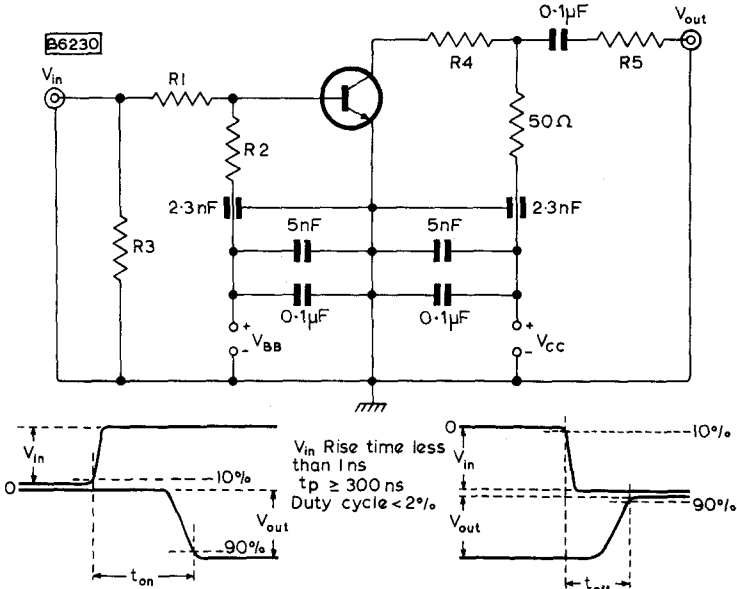 B6230
0·1µF
Vout
Vin
R1
R4
R5
R2
50Ω
2·3nF
2·3nF
R3
5nF
5nF
0·1µF
0·1µF
+
VBB
-
+
VCC
-
Vin
0
10%
Vout
90%
ton
Vin Rise time less
than 1ns
tp ≥ 300 ns
Duty cycle < 2%
0
10%
Vin
Vout
90%
toff